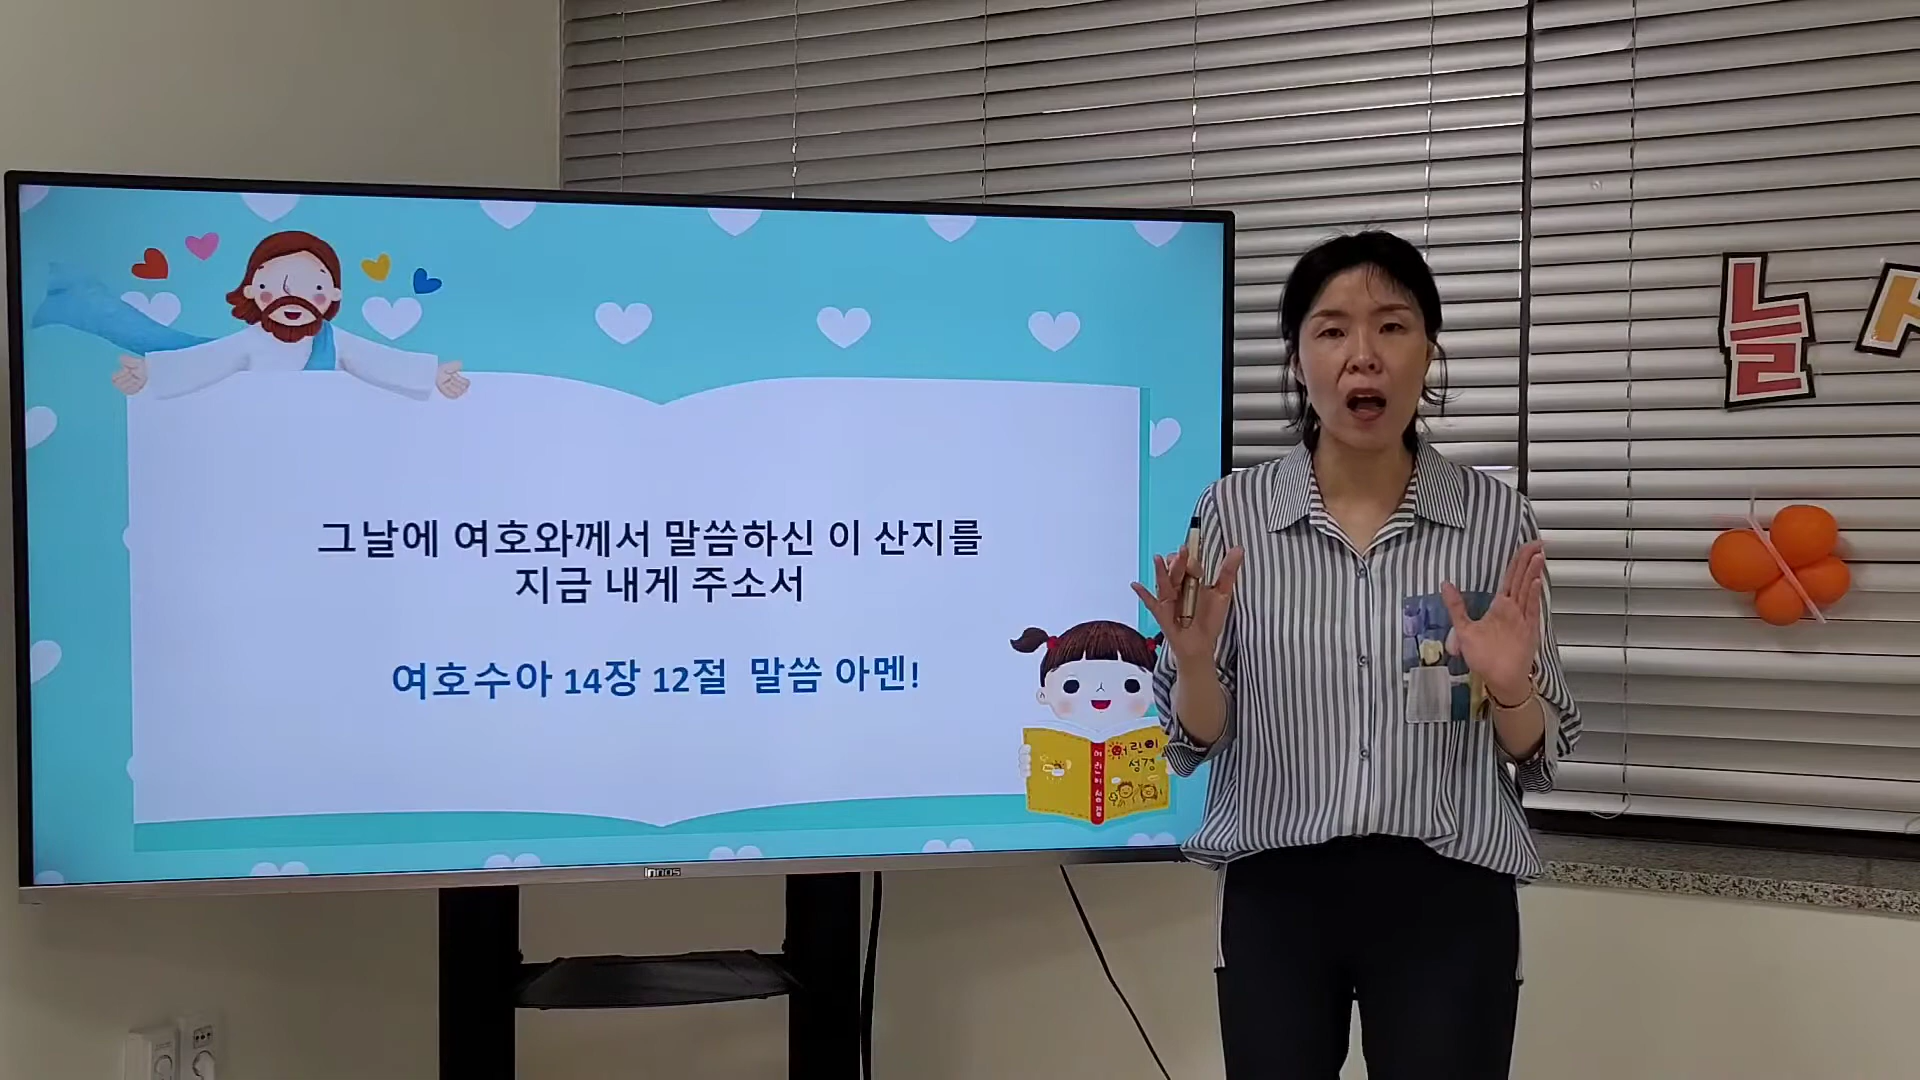 그날에 여호와께서 말씀하신 이 산지를
지금 내게 주소서
여호수아 14장 12절 말씀 아멘!
어린이
성경
innos
늘